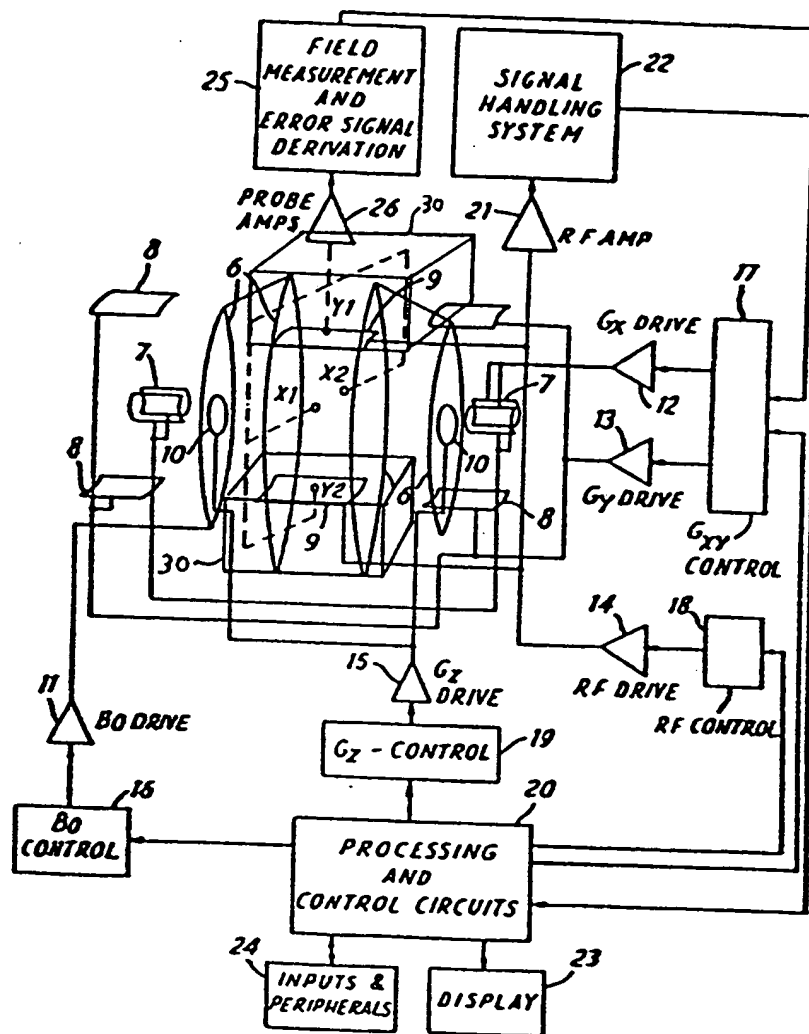 FIELD
MEASUREMENT
AND
ERROR SIGNAL
DERIVATION
25
SIGNAL
HANDLING
SYSTEM
22
PROBE
AMPS
26
30
21
RF AMP
8
6
9
Y1
17
7
X1
X2
10
GX DRIVE
12
7
10
13
GY DRIVE
8
Y2
9
6
8
GXY
CONTROL
30
14
RF DRIVE
18
RF CONTROL
15
GZ
DRIVE
11
BO DRIVE
GZ - CONTROL
19
16
BO
CONTROL
20
PROCESSING
AND
CONTROL CIRCUITS
24
INPUTS &
PERIPHERALS
23
DISPLAY